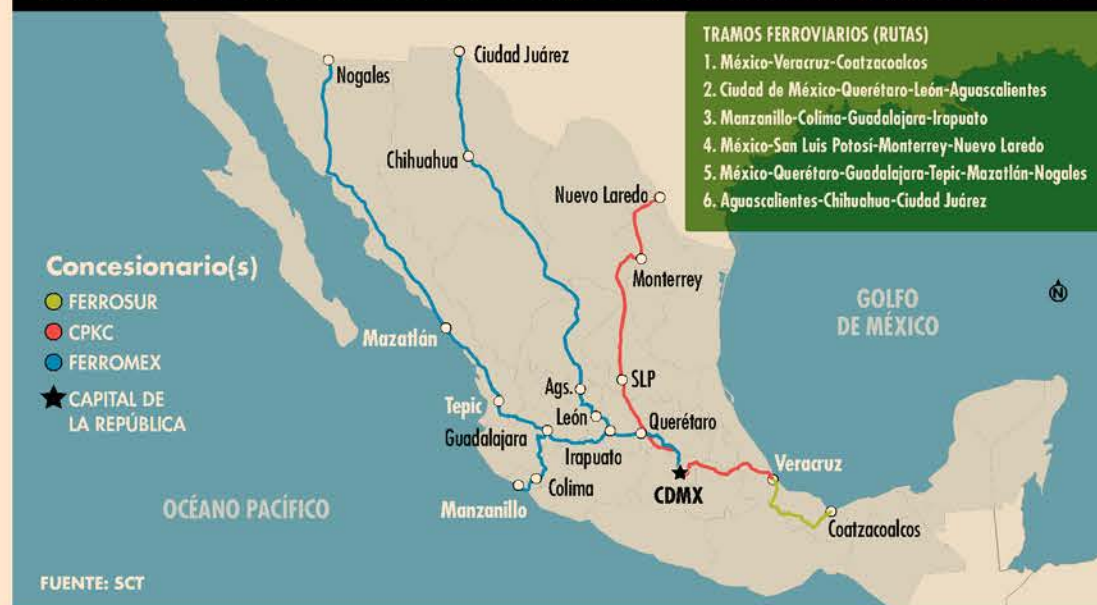 TRAMOS FERROVIARIOS (RUTAS)
1. México-Veracruz-Coatzacoalcos
2. Ciudad de México-Querétaro-León-Aguascalientes
3. Manzanillo-Colima-Guadalajara-Irapuato
4. México-San Luis Potosí-Monterrey-Nuevo Laredo
5. México-Querétaro-Guadalajara-Tepic-Mazatlán-Nogales
6. Aguascalientes-Chihuahua-Ciudad Juárez
Ciudad Juárez
Nogales
Chihuahua
Nuevo Laredo
Monterrey
Concesionario(s)
FERROSUR
CPKC
FERROMEX
CAPITAL DE
LA REPÚBLICA
N
GOLFO
DE MÉXICO
Mazatlán
SLP
Ags.
León
Tepic
Querétaro
Guadalajara
Irapuato
Veracruz
Colima
CDMX
Manzanillo
OCÉANO PACÍFICO
Coatzacoalcos
FUENTE: SCT